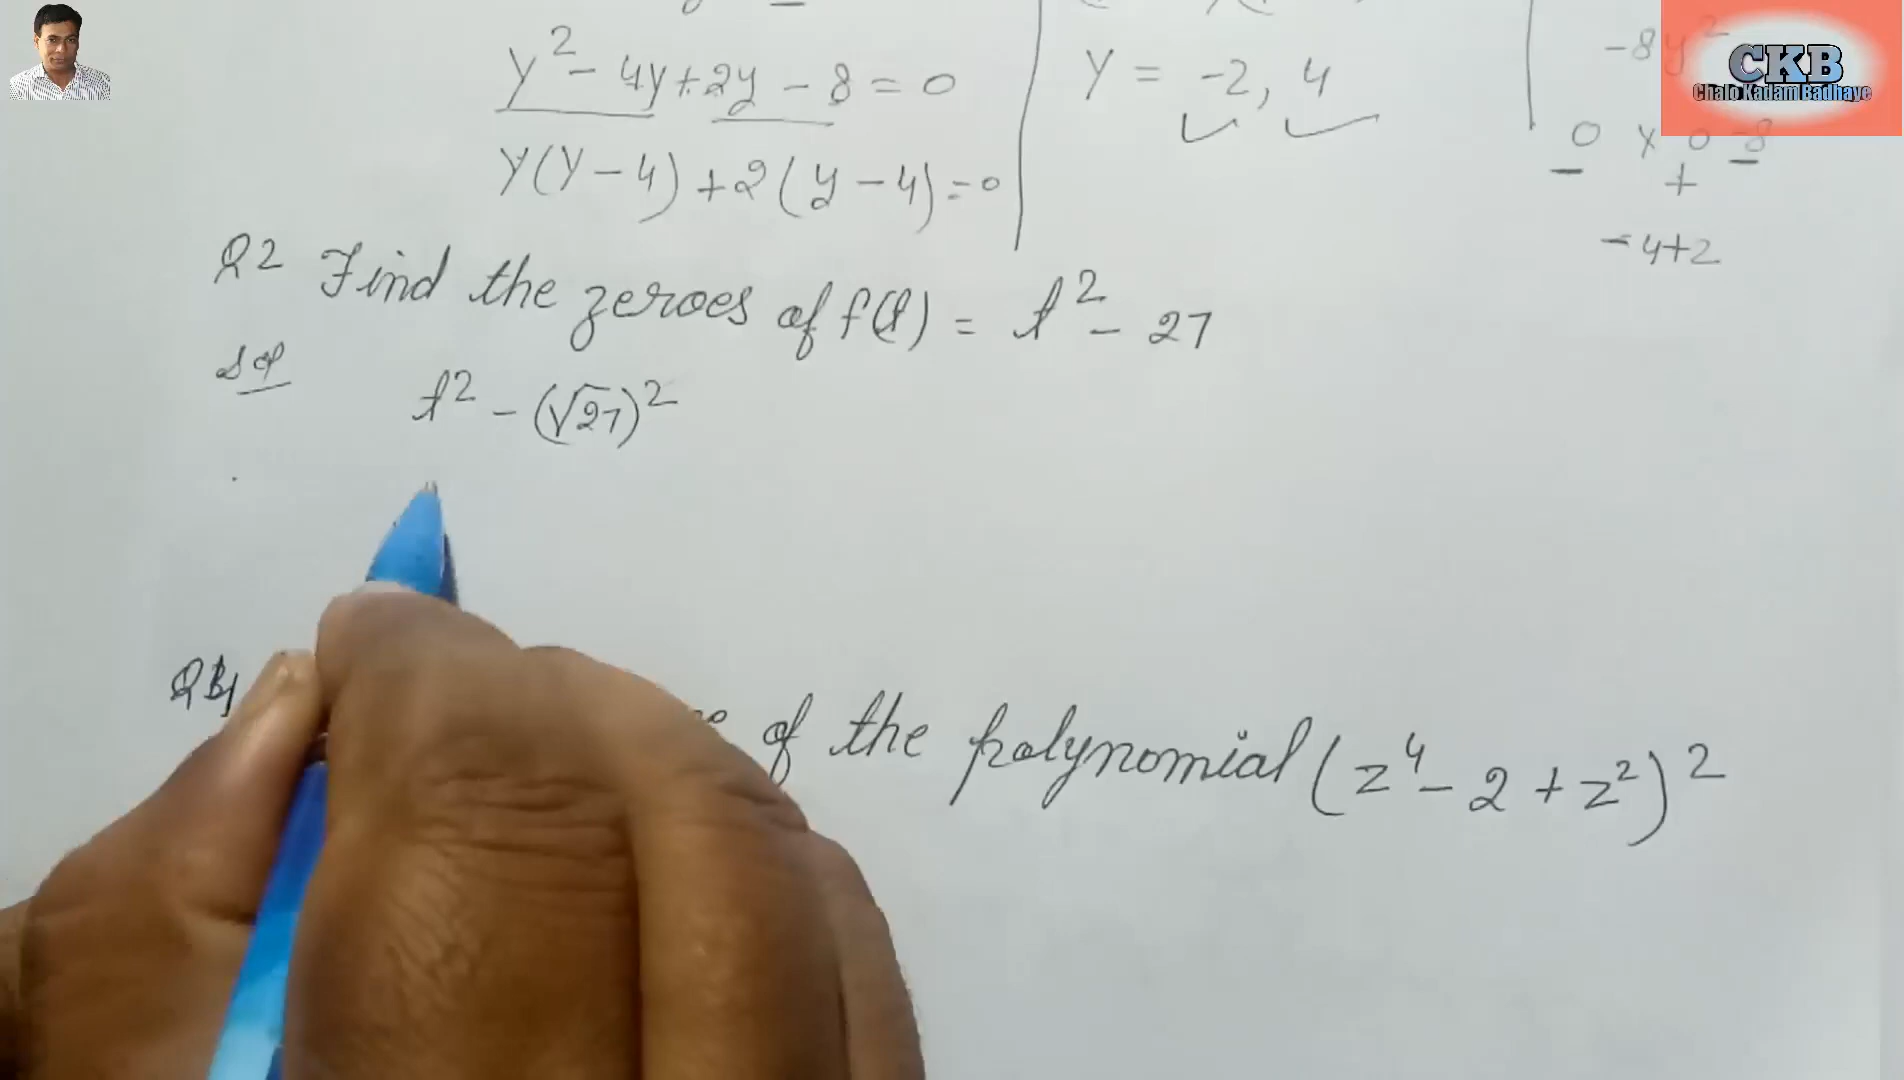 y² - 4y + 2y - 8 = 0
y(y - 4) + 2(y - 4) = 0
y = -2, 4
-8y²
CKB
Chalo Kadam Badhaye
0 × 0 -8
+
-4+2
Q2 Find the zeroes of f(t) = t² - 27
Sol
t² - (√27)²
of the polynomial (z⁴ - 2 + z²)²